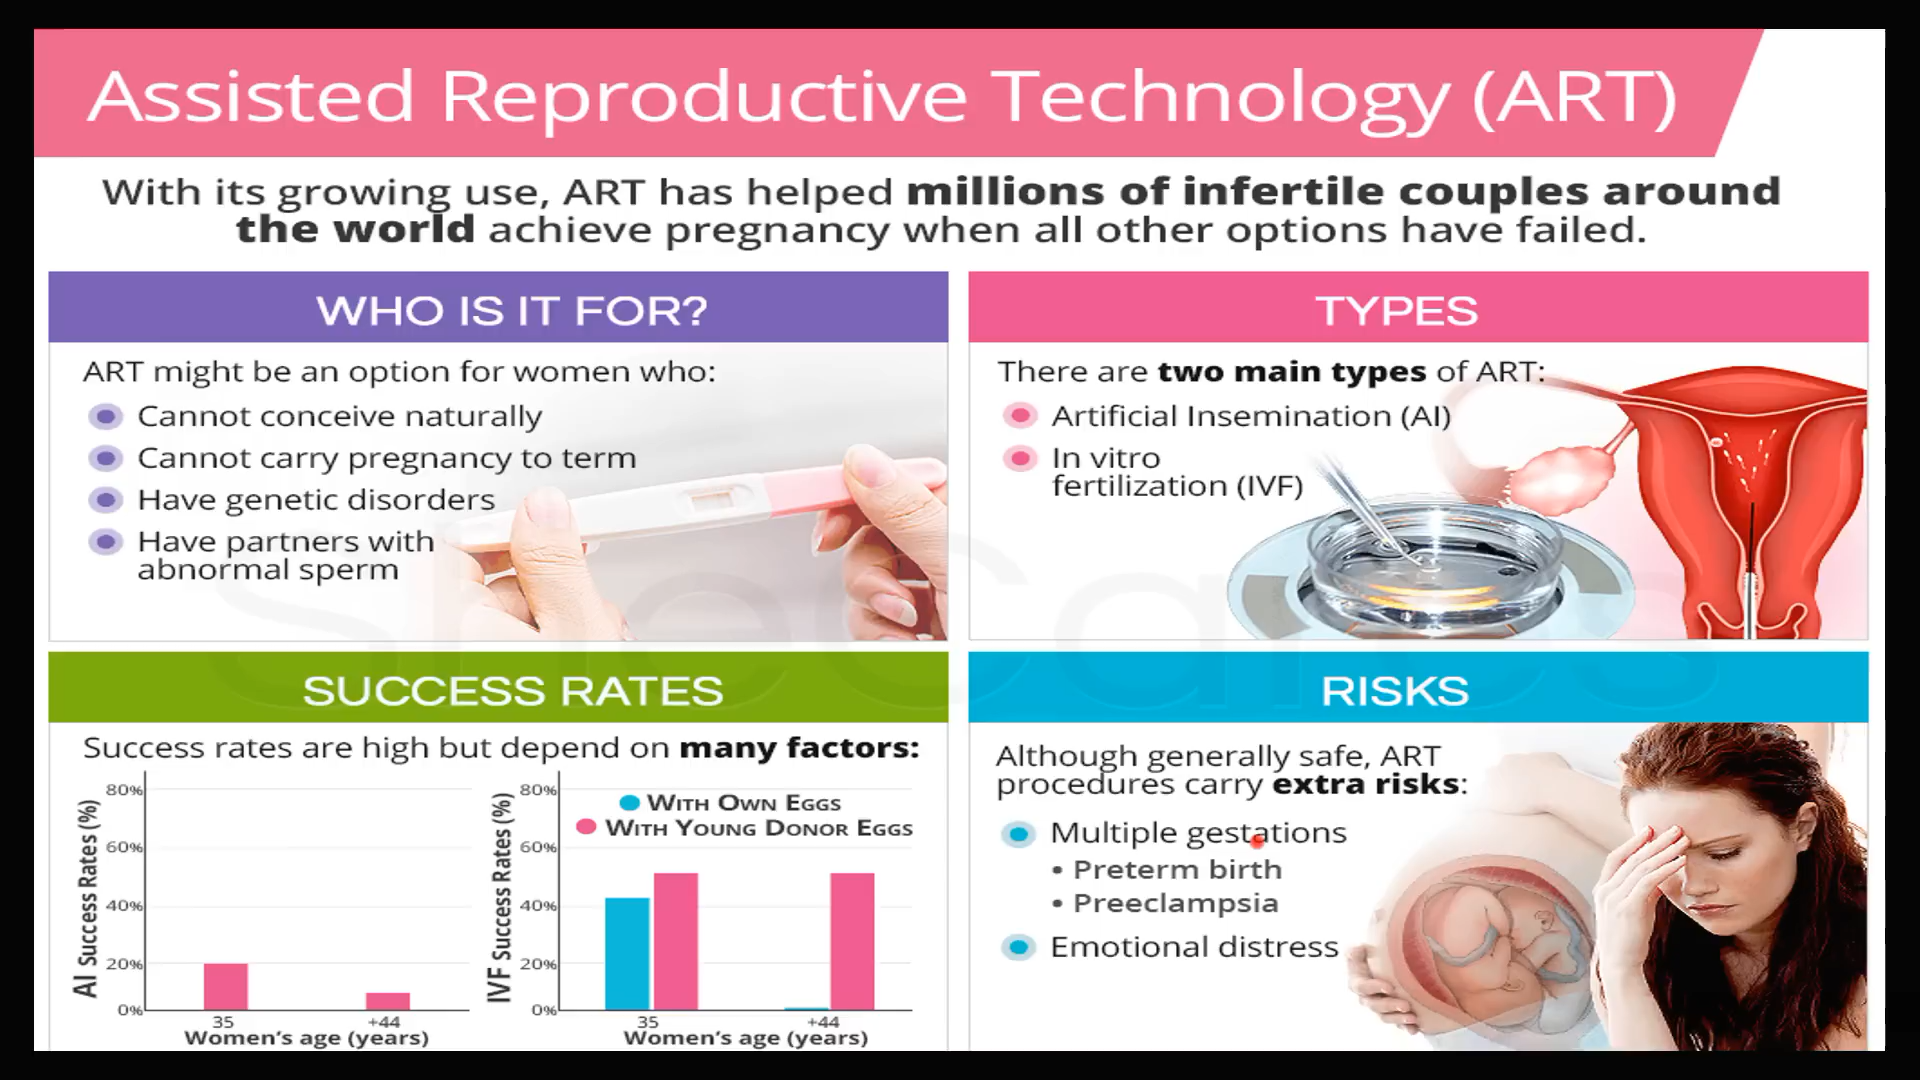 Assisted Reproductive Technology (ART)
With its growing use, ART has helped millions of infertile couples around
the world achieve pregnancy when all other options have failed.
WHO IS IT FOR?
ART might be an option for women who:
Cannot conceive naturally
Cannot carry pregnancy to term
Have genetic disorders
Have partners with
abnormal sperm
TYPES
There are two main types of ART:
Artificial Insemination (AI)
In vitro
fertilization (IVF)
SUCCESS RATES
Success rates are high but depend on many factors:
AI Success Rates (%)
80%
60%
40%
20%
0%
35 +44
Women's age (years)
IVF Success Rates (%)
80%
60%
40%
20%
0%
WITH OWN EGGS
WITH YOUNG DONOR EGGS
35 +44
Women's age (years)
RISKS
Although generally safe, ART
procedures carry extra risks:
Multiple gestations
• Preterm birth
• Preeclampsia
Emotional distress
SheCares